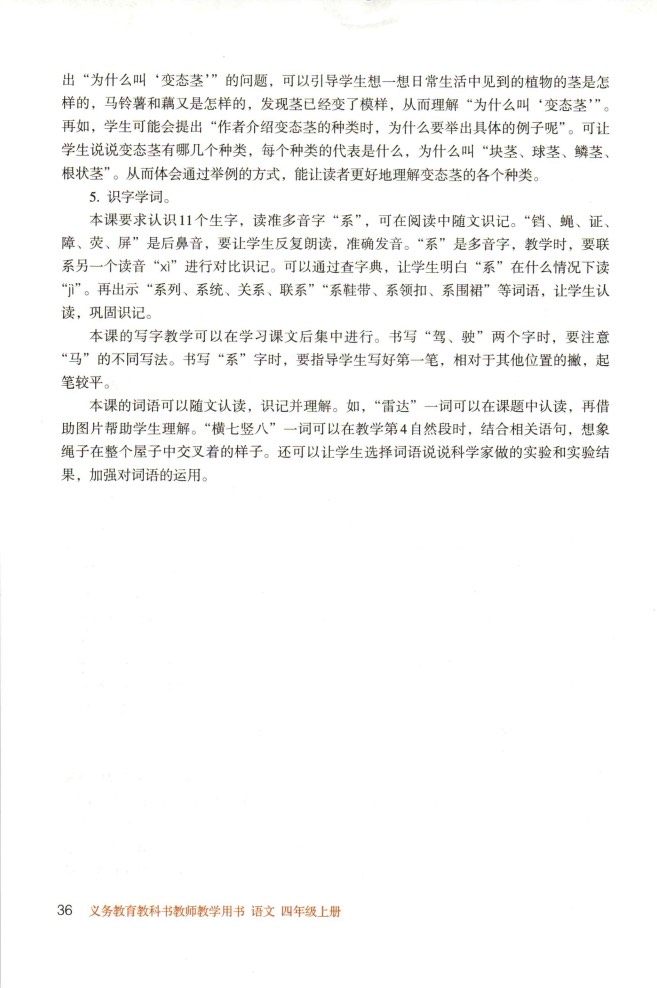 出“为什么叫‘变态茎’”的问题，可以引导学生想一想日常生活中见到的植物的茎是怎
样的，马铃薯和藕又是怎样的，发现茎已经变了模样，从而理解“为什么叫‘变态茎’”。
再如，学生可能会提出“作者介绍变态茎的种类时，为什么要举出具体的例子呢”。可让
学生说说变态茎有哪几个种类，每个种类的代表是什么，为什么叫“块茎、球茎、鳞茎、
根状茎”。从而体会通过举例的方式，能让读者更好地理解变态茎的各个种类。
5. 识字学词。
本课要求认识11个生字，读准多音字“系”，可在阅读中随文识记。“铛、蝇、证、
障、荧、屏”是后鼻音，要让学生反复朗读，准确发音。“系”是多音字，教学时，要联
系另一个读音“xì”进行对比识记。可以通过查字典，让学生明白“系”在什么情况下读
“jì”。再出示“系列、系统、关系、联系”“系鞋带、系领扣、系围裙”等词语，让学生认
读，巩固识记。
本课的写字教学可以在学习课文后集中进行。书写“驾、驶”两个字时，要注意
“马”的不同写法。书写“系”字时，要指导学生写好第一笔，相对于其他位置的撇，起
笔较平。
本课的词语可以随文认读，识记并理解。如，“雷达”一词可以在课题中认读，再借
助图片帮助学生理解。“横七竖八”一词可以在教学第4自然段时，结合相关语句，想象
绳子在整个屋子中交叉着的样子。还可以让学生选择词语说说科学家做的实验和实验结
果，加强对词语的运用。
36 义务教育教科书教师教学用书 语文 四年级上册